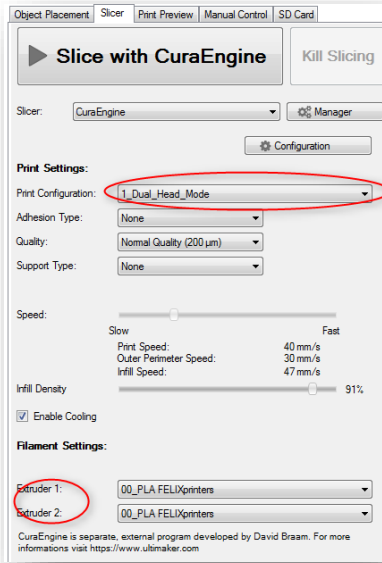 Object Placement Slicer Print Preview Manual Control SD Card
Slice with CuraEngine Kill Slicing
Slicer: CuraEngine Manager
Configuration
Print Settings:
Print Configuration: 1_Dual_Head_Mode
Adhesion Type: None
Quality: Normal Quality (200 µm)
Support Type: None
Speed:
Slow Fast
Print Speed: 40 mm/s
Outer Perimeter Speed: 30 mm/s
Infill Speed: 47 mm/s
Infill Density 91%
Enable Cooling
Filament Settings:
Extruder 1: 00_PLA FELIXprinters
Extruder 2: 00_PLA FELIXprinters
CuraEngine is separate, external program developed by David Braam. For more
informations visit https://www.ultimaker.com